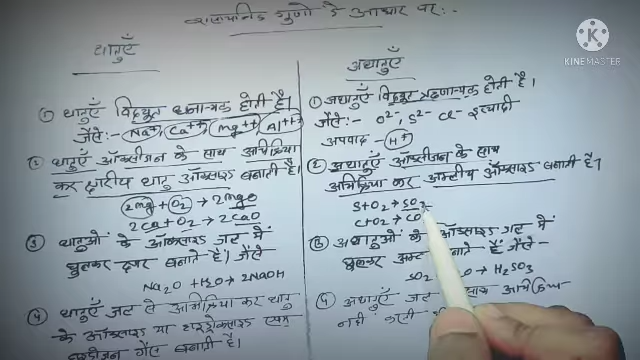 रासायनिक गुणों के आधार पर:-
धातुएँ
1) धातुएँ विद्युत धनात्मक होती है।
जैसे:- Na⁺, Ca⁺⁺, Mg⁺⁺, Al⁺⁺⁺
2) धातुएँ ऑक्सीजन के साथ अभिक्रिया
कर क्षारीय धातु ऑक्साइड बनाती है।
2Mg + O₂ → 2MgO
2Ca + O₂ → 2CaO
3) धातुओं के ऑक्साइड जल में
घुलकर क्षार बनाते है। जैसे
Na₂O + H₂O → 2NaOH
4) धातुएँ जल से अभिक्रिया कर धातु
के ऑक्साइड या हाइड्रोक्साइड एवम्
हाइड्रोजन गैस बनाती है।
अधातुएँ
1) अधातुएँ विद्युत ऋणात्मक होती है।
जैसे:- O²⁻, S²⁻ Cl⁻ इत्यादी
अपवाद (H⁺)
2) अधातुएँ ऑक्सीजन के साथ
अभिक्रिया कर अम्लीय ऑक्साइड बनाती है।
S+O₂ → SO₂
C+O₂ → CO
3) अधातुओं के ऑक्साइड जल में
घुलकर अम्ल बनाते है जैसे-
SO₂ O → H₂SO₃
4) अधातुएँ जल साथ अभिक्रिया
नहीं करती
KINEMASTER